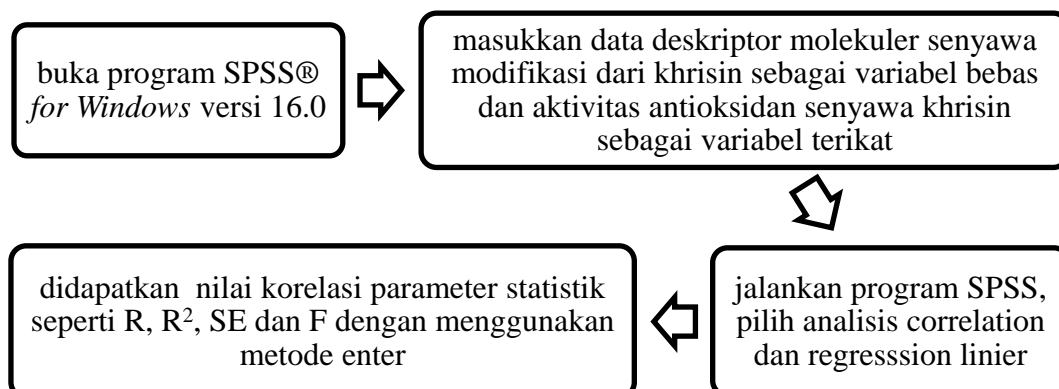 buka program SPSS®
for Windows versi 16.0
masukkan data deskriptor molekuler senyawa
modifikasi dari khrisin sebagai variabel bebas
dan aktivitas antioksidan senyawa khrisin
sebagai variabel terikat
jalankan program SPSS,
pilih analisis correlation
dan regresssion linier
didapatkan nilai korelasi parameter statistik
seperti R, R², SE dan F dengan menggunakan
metode enter